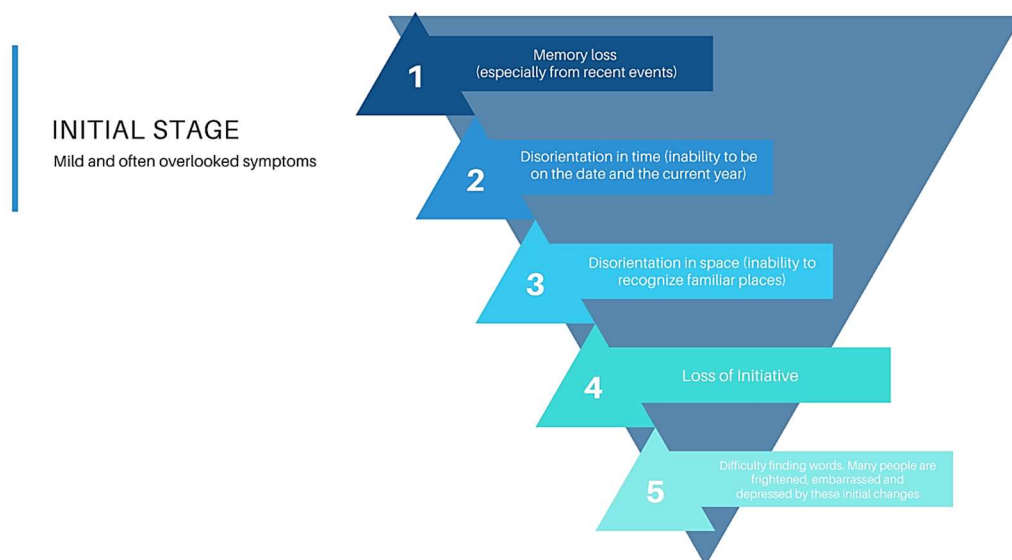 INITIAL STAGE
Mild and often overlooked symptoms
1
Memory loss
(especially from recent events)
2
Disorientation in time (inability to be
on the date and the current year)
3
Disorientation in space (inability to
recognize familiar places)
4
Loss of Initiative
5
Difficulty finding words. Many people are
frightened, embarrassed and
depressed by these initial changes